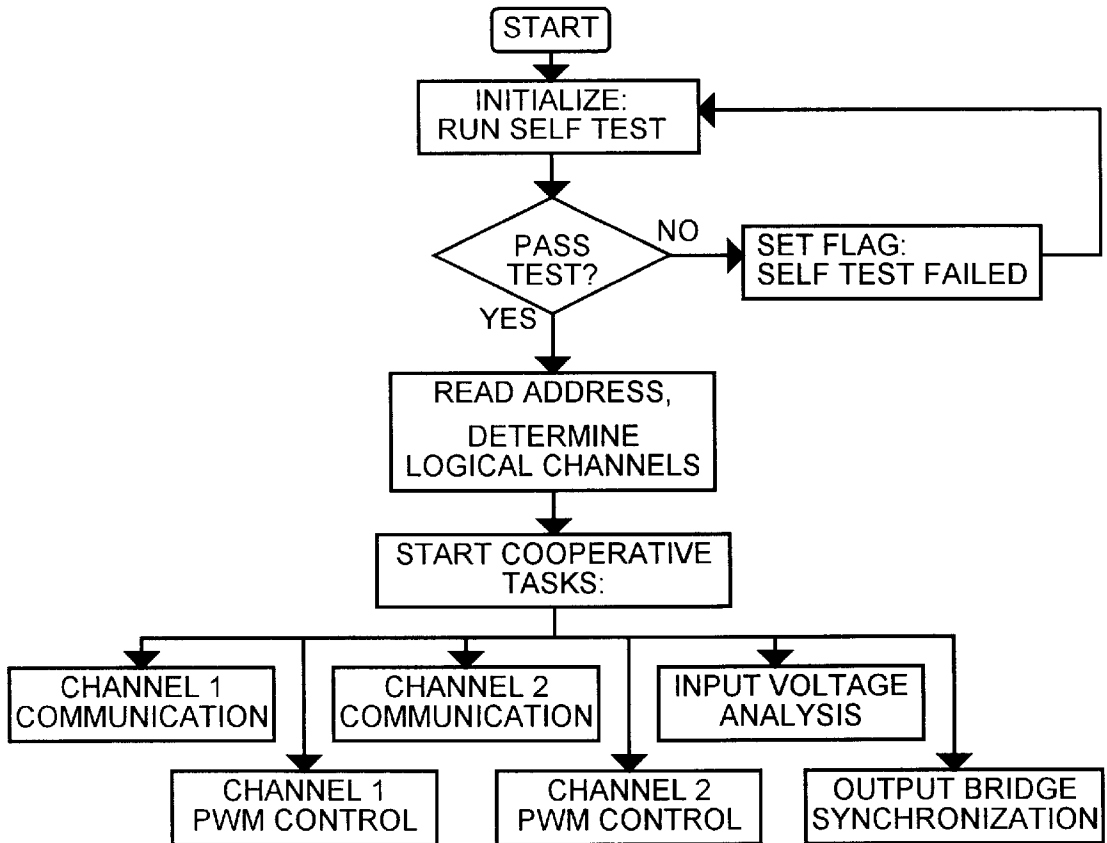 START
INITIALIZE:
RUN SELF TEST
PASS
TEST?
NO
SET FLAG:
SELF TEST FAILED
YES
READ ADDRESS,
DETERMINE
LOGICAL CHANNELS
START COOPERATIVE
TASKS:
CHANNEL 1
COMMUNICATION
CHANNEL 2
COMMUNICATION
INPUT VOLTAGE
ANALYSIS
CHANNEL 1
PWM CONTROL
CHANNEL 2
PWM CONTROL
OUTPUT BRIDGE
SYNCHRONIZATION